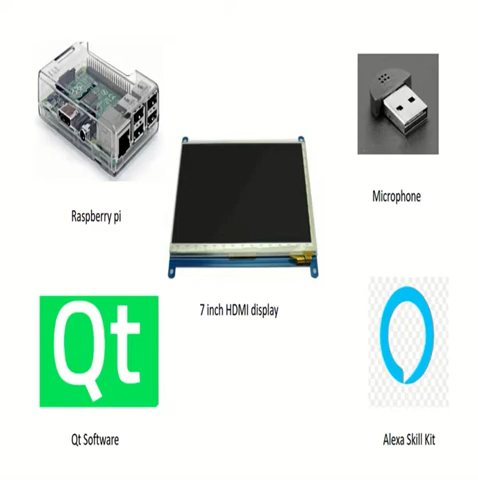 Raspberry pi
Microphone
7 inch HDMI display
Qt
Qt Software
Alexa Skill Kit